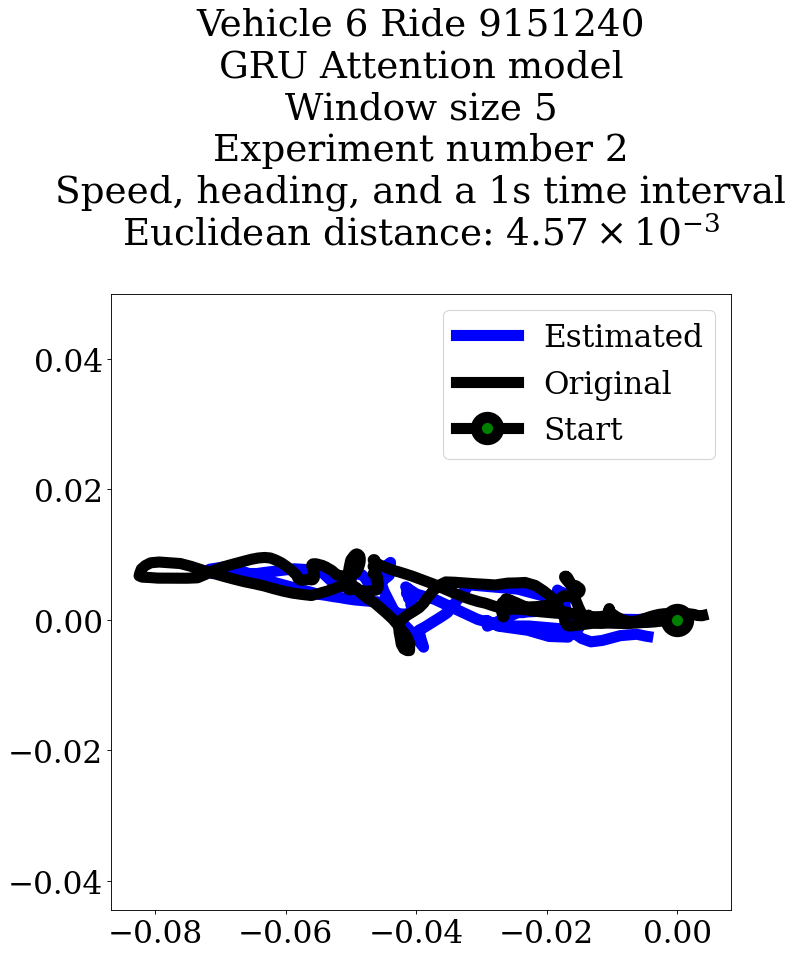 Vehicle 6 Ride 9151240
GRU Attention model
Window size 5
Experiment number 2
Speed, heading, and a 1s time interval
Euclidean distance: 4.57 × 10⁻³
Estimated
Original
Start
0.04
0.02
0.00
−0.02
−0.04
−0.08
−0.06
−0.04
−0.02
0.00